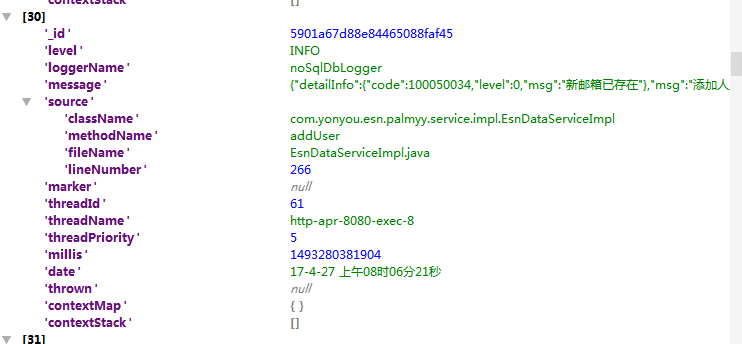 'contextStack' []
[30]
'_id' 5901a67d88e84465088faf45
'level' INFO
'loggerName' noSqlDbLogger
'message' {"detailInfo":{"code":100050034,"level":0,"msg":"新邮箱已存在"},"msg":"添加人
'source'
'className' com.yonyou.esn.palmyy.service.impl.EsnDataServiceImpl
'methodName' addUser
'fileName' EsnDataServiceImpl.java
'lineNumber' 266
'marker' null
'threadId' 61
'threadName' http-apr-8080-exec-8
'threadPriority' 5
'millis' 1493280381904
'date' 17-4-27 上午08时06分21秒
'thrown' null
'contextMap' { }
'contextStack' []
[31]